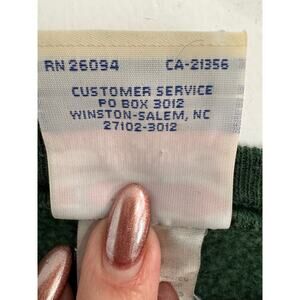 RN 26094 CA-21356
CUSTOMER SERVICE
PO BOX 3012
WINSTON-SALEM, NC
27102-3012